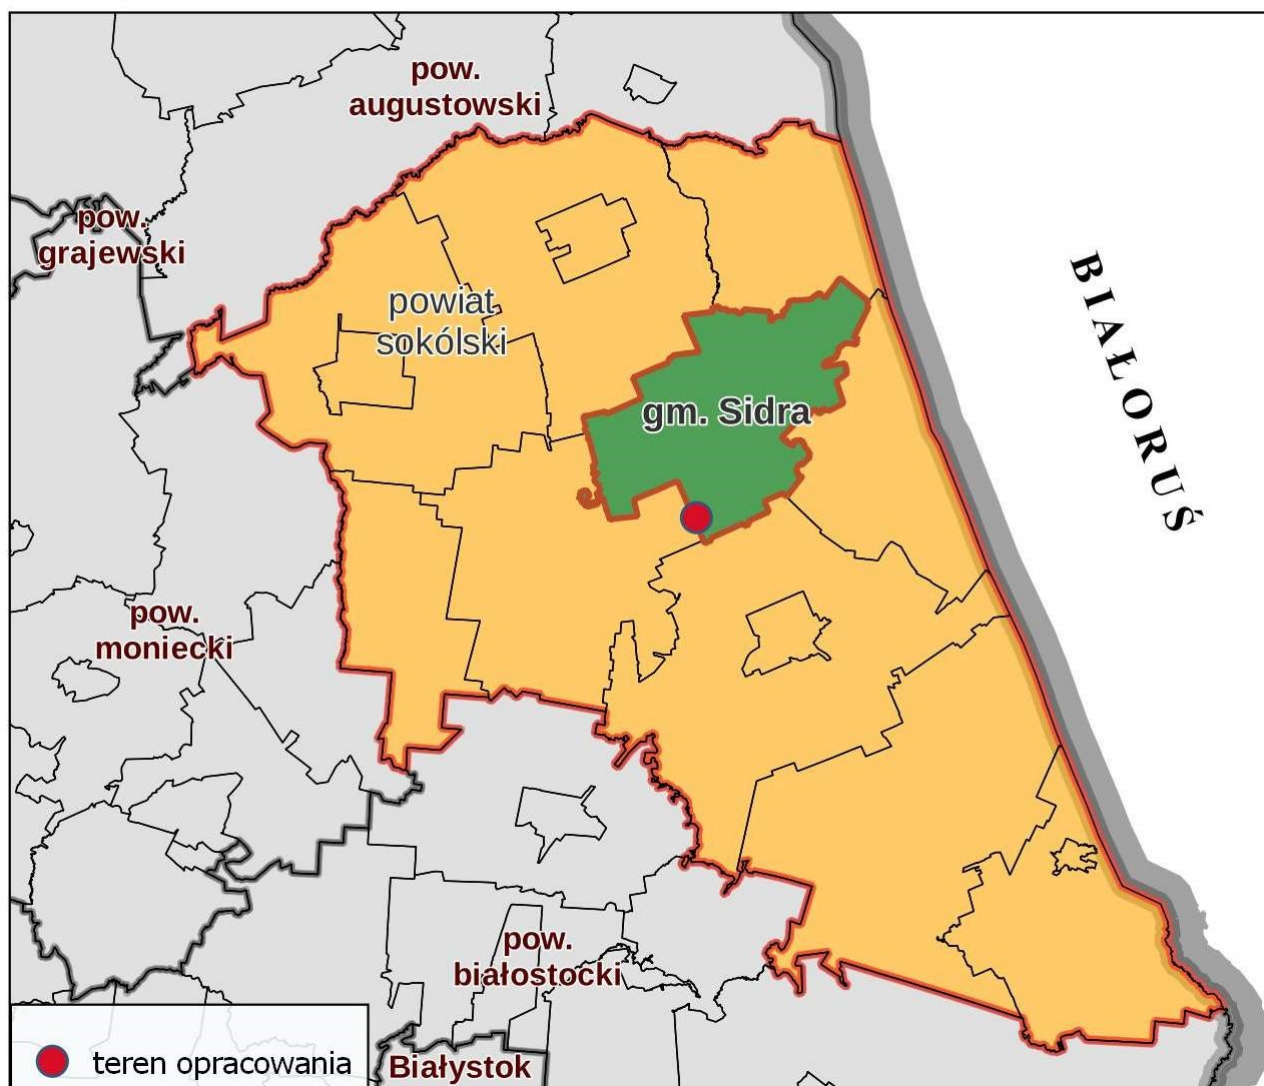 pow.
augustowski
pow.
grajewski
powiat
sokólski
BIAŁORUŚ
gm. Sidra
pow.
moniecki
pow.
białostocki
teren opracowania
Białystok